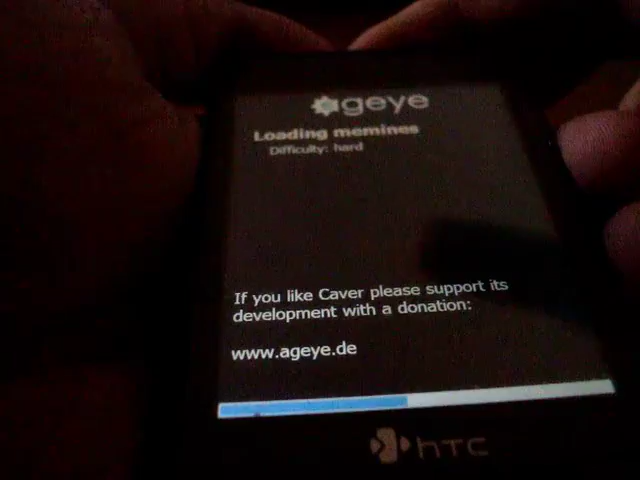 ageye
Loading memines
Difficulty: hard
If you like Caver please support its
development with a donation:
www.ageye.de
hTC